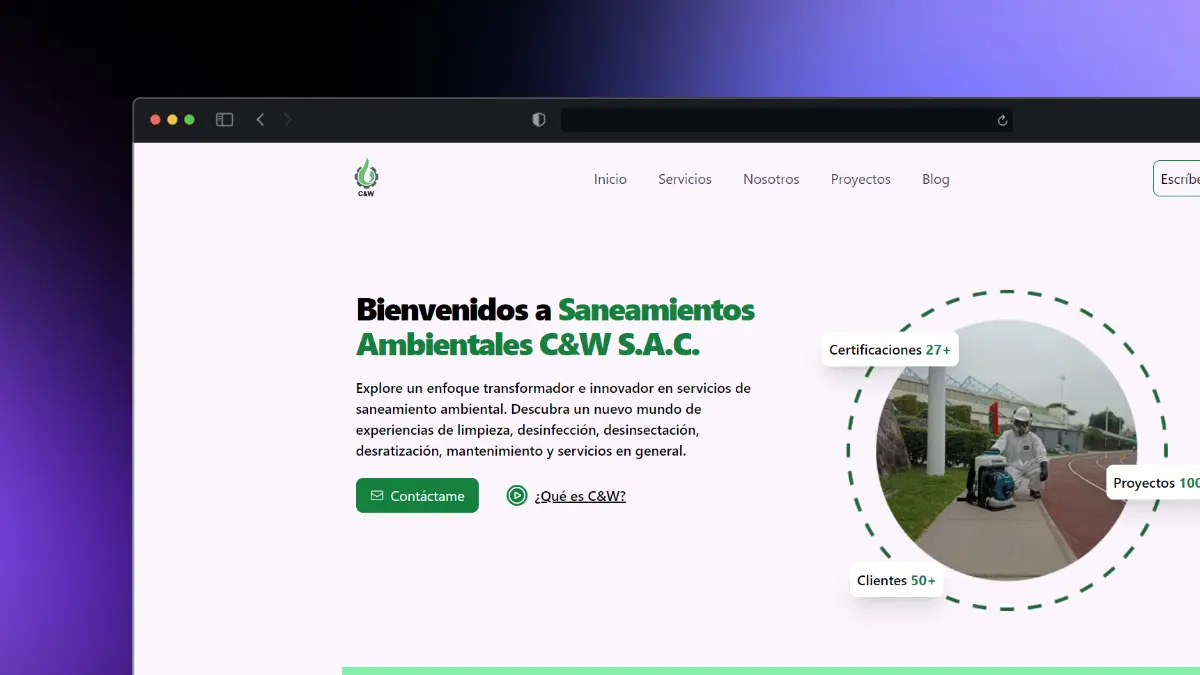 C&W
Inicio
Servicios
Nosotros
Proyectos
Blog
Escríbe
Bienvenidos a Saneamientos
Ambientales C&W S.A.C.
Explore un enfoque transformador e innovador en servicios de
saneamiento ambiental. Descubra un nuevo mundo de
experiencias de limpieza, desinfección, desinsectación,
desratización, mantenimiento y servicios en general.
Contáctame
¿Qué es C&W?
Certificaciones 27+
Proyectos 100
Clientes 50+